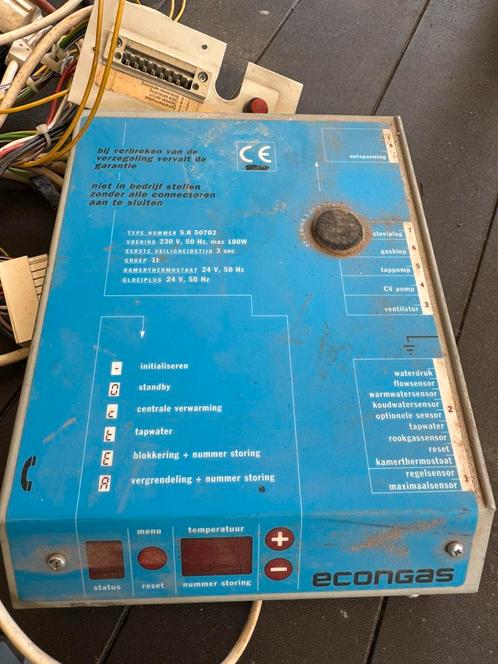 bij verbreken van de
verzegeling vervalt de
garantie
niet in bedrijf stellen
zonder alle connectoren
aan te sluiten
CE
TYPE NUMMER 5.K 50702
VOEDING 230 V, 50 Hz, max 180W
EERSTE VEILIGHEIDSTIJD 3 sec
GROEP 1t
KAMERTHERMOSTAAT 24 V, 50 Hz
GLOEIPLUG 24 V, 50 Hz
netspanning
gloeiplug 7
gasklep 6
tappomp 5
CV pomp 4
ventilator 3
waterdruk
flowsensor
warmwatersensor
koudwatersensor 2
optionele sensor
tapwater
rookgassensor
reset
kamerthermostaat
regelsensor 1
maximaalsensor
- initialiseren
0 standby
c centrale verwarming
t tapwater
E blokkering + nummer storing
A vergrendeling + nummer storing
menu temperatuur
+
-
status reset nummer storing
econgas